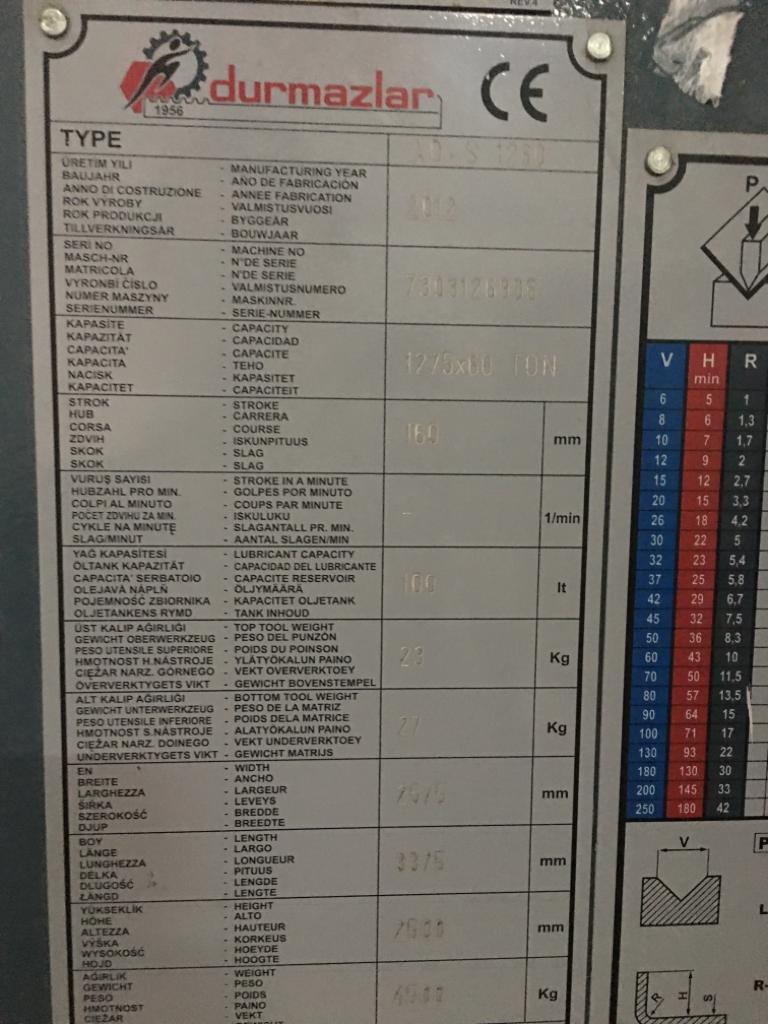 REV.4
durmazlar
1956
CE
TYPE
AD-S 1260
ÜRETİM YILI - MANUFACTURING YEAR
BAUJAHR - AÑO DE FABRICACIÓN
ANNO DI COSTRUZIONE - ANNEE FABRICATION
ROK VÝROBY - VALMISTUSVUOSI
ROK PRODUKCJI - BYGGEÅR
TILLVERKNINGSÅR - BOUWJAAR
2012
SERİ NO - MACHINE NO
MASCH-NR - N°DE SERIE
MATRICOLA - N°DE SERIE
VYRONBÍ ČÍSLO - VALMISTUSNUMERO
NUMER MASZYNY - MASKINNR.
SERIENUMMER - SERIE-NUMMER
KAPASİTE - CAPACITY
KAPAZITÄT - CAPACIDAD
CAPACITA' - CAPACITE
KAPACITA - TEHO
NACISK - KAPASITET
KAPACITET - CAPACITEIT
1275x60 TON
STROK - STROKE
HUB - CARRERA
CORSA - COURSE
ZDVIH - ISKUNPITUUS
SKOK - SLAG
SKOK - SLAG
160 mm
VURUŞ SAYISI - STROKE IN A MINUTE
HUBZAHL PRO MIN. - GOLPES POR MINUTO
COLPI AL MINUTO - COUPS PAR MINUTE
POČET ZDVIHU ZA MIN. - ISKULUKU
CYKLE NA MINUTĘ - SLAGANTALL PR. MIN.
SLAG/MINUT - AANTAL SLAGEN/MIN
- 1/min
YAĞ KAPASİTESİ - LUBRICANT CAPACITY
ÖLTANK KAPAZITÄT - CAPACIDAD DEL LUBRICANTE
CAPACITA' SERBATOIO - CAPACITE RESERVOIR
OLEJAVÁ NÁPLŇ - ÖLJYMÄÄRÄ
POJEMNOŚĆ ZBIORNIKA - KAPACITET OLJETANK
OLJETANKENS RYMD - TANK INHOUD
100 lt
ÜST KALIP AĞIRLIĞI - TOP TOOL WEIGHT
GEWICHT OBERWERKZEUG - PESO DEL PUNZÓN
PESO UTENSILE SUPERIORE - POIDS DU POINSON
HMOTNOST H.NÁSTROJE - YLÄTYÖKALUN PAINO
CIĘŻAR NARZ. GÓRNEGO - VEKT OVERVERKTOEY
ÖVERVERKTYGETS VIKT - GEWICHT BOVENSTEMPEL
23 Kg
ALT KALIP AĞIRLIĞI - BOTTOM TOOL WEIGHT
GEWICHT UNTERWERKZEUG - PESO DE LA MATRIZ
PESO UTENSILE INFERIORE - POIDS DELA MATRICE
HMOTNOST S.NÁSTROJE - ALATYÖKALUN PAINO
CIĘŻAR NARZ. DOINEGO - VEKT UNDERVERKTOEY
UNDERVERKTYGETS VIKT - GEWICHT MATRIJS
27 Kg
EN - WIDTH
BREITE - ANCHO
LARGHEZZA - LARGEUR
ŠIŘKA - LEVEYS
SZEROKOŚĆ - BREDDE
DJUP - BREEDTE
mm
BOY - LENGTH
LÄNGE - LARGO
LUNGHEZZA - LONGUEUR
DÉLKA - PITUUS
DŁUGOŚĆ - LENGDE
LÄNGD - LENGTE
3375 mm
YÜKSEKLİK - HEIGHT
HÖHE - ALTO
ALTEZZA - HAUTEUR
VÝŠKA - KORKEUS
WYSOKOŚĆ - HOEYDE
HÖJD - HOOGTE
mm
AĞIRLIK - WEIGHT
GEWICHT - PESO
PESO - POIDS
HMOTNOST - PAINO
CIĘŻAR - VEKT
Kg
P
V H min R
6 5 1
8 6 1,3
10 7 1,7
12 9 2
15 12 2,7
20 15 3,3
26 18 4,2
30 22 5
32 23 5,4
37 25 5,8
42 29 6,7
45 32 7,5
50 36 8,3
60 43 10
70 50 11,5
80 57 13,5
90 64 15
100 71 17
130 93 22
180 130 30
200 145 33
250 180 42
V
P
L
R H S
R-